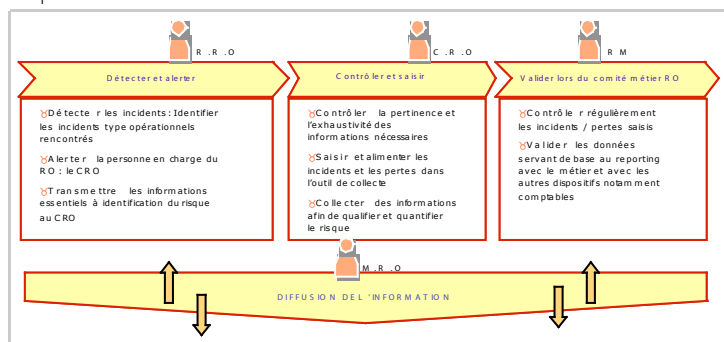 R.R.O
C.R.O
RM
Détecter et alerter
Contrôler et saisir
Valider lors du comité métier RO
Détecter les incidents : Identifier
les incidents type opérationnels
rencontrés
Alerter la personne en charge du
RO : le CRO
Transmettre les informations
essentiels à identification du risque
au CRO
Contrôler la pertinence et
l'exhaustivité des
informations nécessaires
Saisir et alimenter les
incidents et les pertes dans
l'outil de collecte
Collecter des informations
afin de qualifier et quantifier
le risque
Contrôler régulièrement
les incidents / pertes saisis
Valider les données
servant de base au reporting
avec le métier et avec les
autres dispositifs notamment
comptables
M.R.O
DIFFUSION DE L'INFORMATION